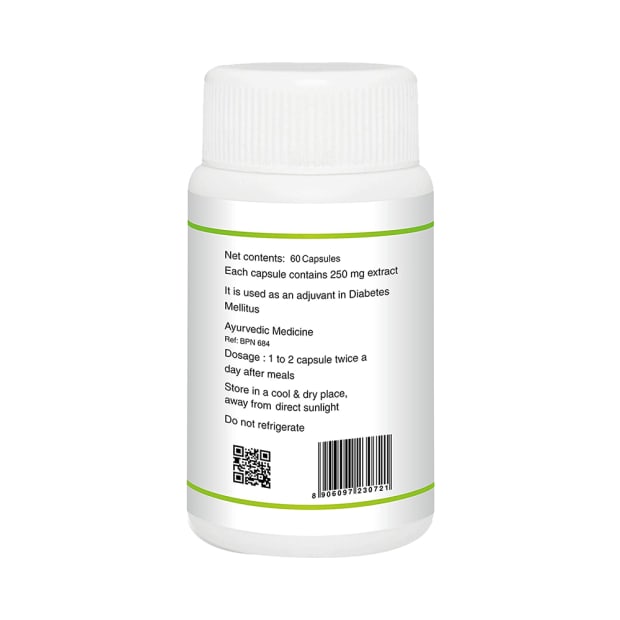 Net contents: 60 Capsules
Each capsule contains 250 mg extract
It is used as an adjuvant in Diabetes
Mellitus
Ayurvedic Medicine
Ref: BPN 684
Dosage : 1 to 2 capsule twice a
day after meals
Store in a cool & dry place,
away from direct sunlight
Do not refrigerate
8 906097 230721